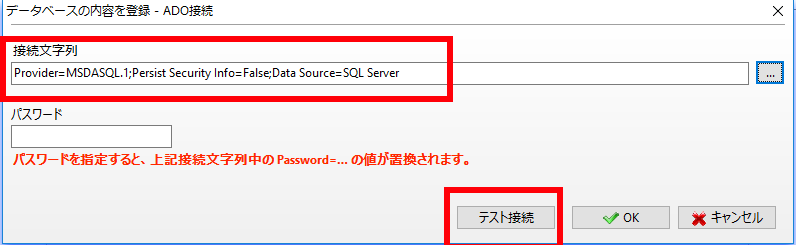 データベースの内容を登録 - ADO接続
接続文字列
Provider=MSDASQL.1;Persist Security Info=False;Data Source=SQL Server
...
パスワード
パスワードを指定すると、上記接続文字列中の Password=... の値が置換されます。
テスト接続
OK
キャンセル